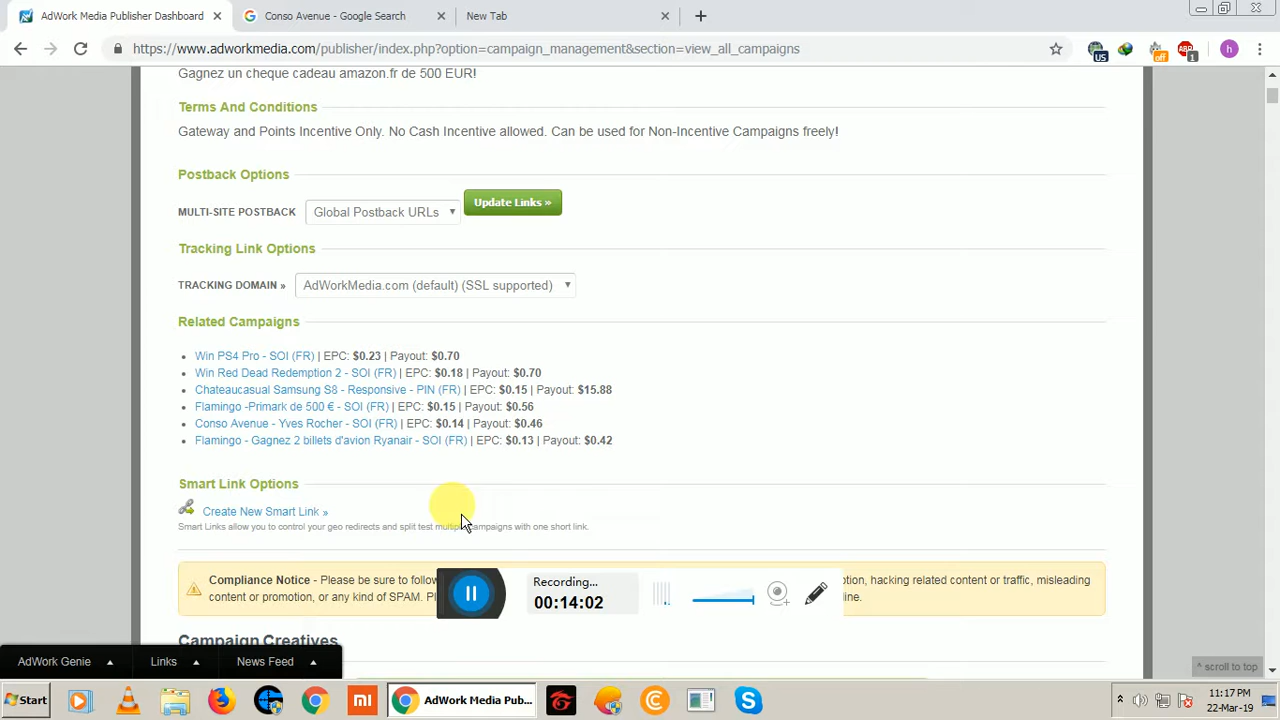 AdWork Media Publisher Dashboard
Conso Avenue - Google Search
New Tab
https://www.adworkmedia.com/publisher/index.php?option=campaign_management&section=view_all_campaigns
US
off
ABP
1
h
Gagnez un cheque cadeau amazon.fr de 500 EUR!
Terms And Conditions
Gateway and Points Incentive Only. No Cash Incentive allowed. Can be used for Non-Incentive Campaigns freely!
Postback Options
MULTI-SITE POSTBACK
Global Postback URLs
Update Links »
Tracking Link Options
TRACKING DOMAIN »
AdWorkMedia.com (default) (SSL supported)
Related Campaigns
Win PS4 Pro - SOI (FR) | EPC: $0.23 | Payout: $0.70
Win Red Dead Redemption 2 - SOI (FR) | EPC: $0.18 | Payout: $0.70
Chateaucasual Samsung S8 - Responsive - PIN (FR) | EPC: $0.15 | Payout: $15.88
Flamingo -Primark de 500 € - SOI (FR) | EPC: $0.15 | Payout: $0.56
Conso Avenue - Yves Rocher - SOI (FR) | EPC: $0.14 | Payout: $0.46
Flamingo - Gagnez 2 billets d'avion Ryanair - SOI (FR) | EPC: $0.13 | Payout: $0.42
Smart Link Options
Create New Smart Link »
Smart Links allow you to control your geo redirects and split test multiple campaigns with one short link.
Compliance Notice - Please be sure to follow tion, hacking related content or traffic, misleading
content or promotion, or any kind of SPAM. line.
Recording...
00:14:02
Campaign Creatives
AdWork Genie
Links
News Feed
^ scroll to top
Start
mi
AdWork Media Pub...
11:17 PM
22-Mar-19